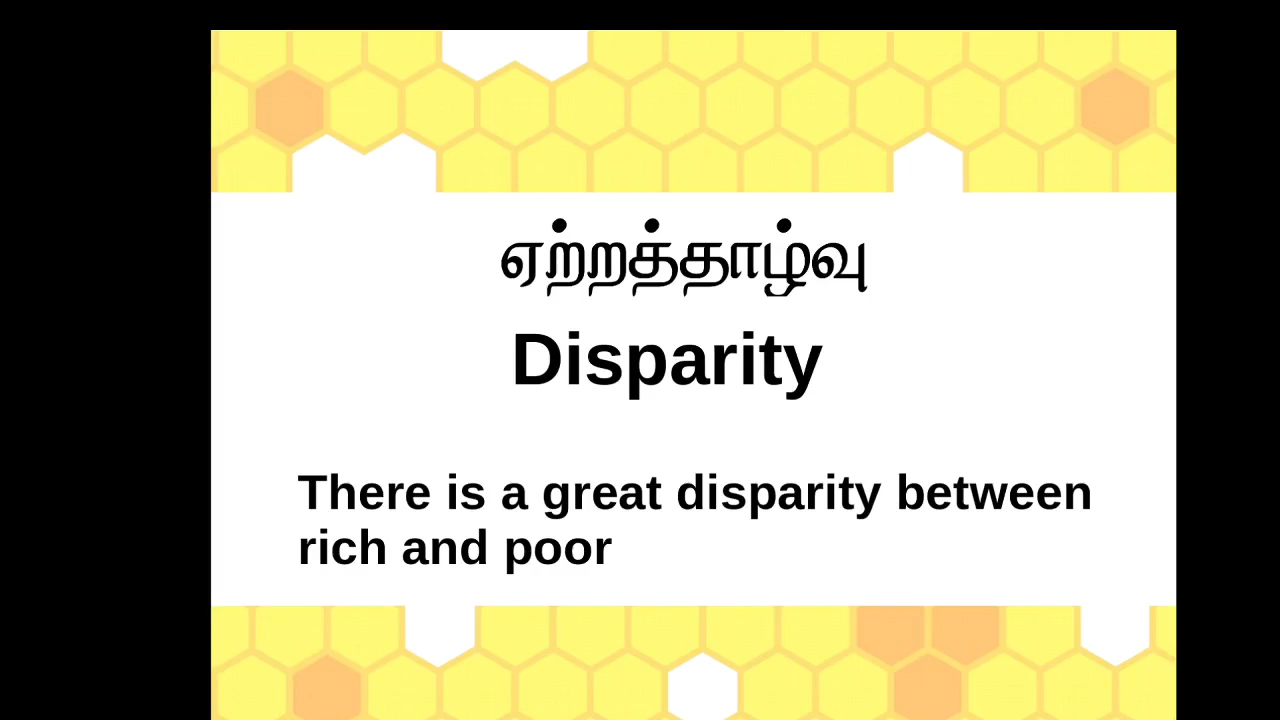 ஏற்றத்தாழ்வு
Disparity
There is a great disparity between
rich and poor